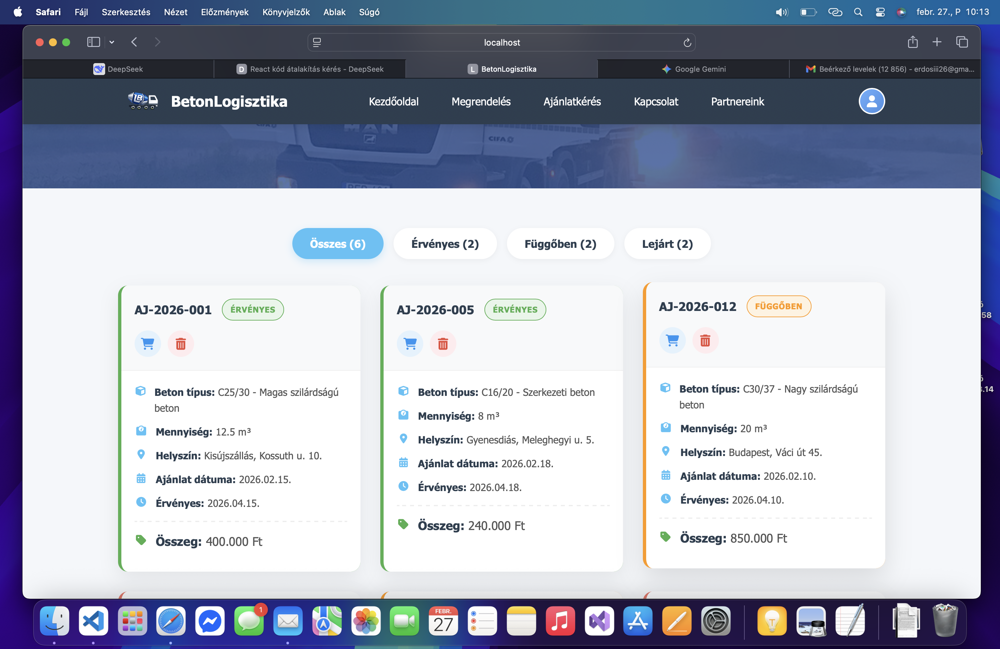 Safari Fájl Szerkesztés Nézet Előzmények Könyvjelzők Ablak Súgó febr. 27., P 10:13
localhost
DeepSeek
D React kód átalakítás kérés - DeepSeek
L BetonLogisztika
Google Gemini
Beérkező levelek (12 856) - erdosiii26@gma...
LB BetonLogisztika Kezdőoldal Megrendelés Ajánlatkérés Kapcsolat Partnereink
MAN
CIFA
Összes (6) Érvényes (2) Függőben (2) Lejárt (2)
AJ-2026-001 ÉRVÉNYES
Beton típus: C25/30 - Magas szilárdságú
beton
Mennyiség: 12.5 m³
Helyszín: Kisújszállás, Kossuth u. 10.
Ajánlat dátuma: 2026.02.15.
Érvényes: 2026.04.15.
Összeg: 400.000 Ft
AJ-2026-005 ÉRVÉNYES
Beton típus: C16/20 - Szerkezeti beton
Mennyiség: 8 m³
Helyszín: Gyenesdiás, Meleghegyi u. 5.
Ajánlat dátuma: 2026.02.18.
Érvényes: 2026.04.18.
Összeg: 240.000 Ft
AJ-2026-012 FÜGGŐBEN
Beton típus: C30/37 - Nagy szilárdságú
beton
Mennyiség: 20 m³
Helyszín: Budapest, Váci út 45.
Ajánlat dátuma: 2026.02.10.
Érvényes: 2026.04.10.
Összeg: 850.000 Ft
1
FEBR.
27